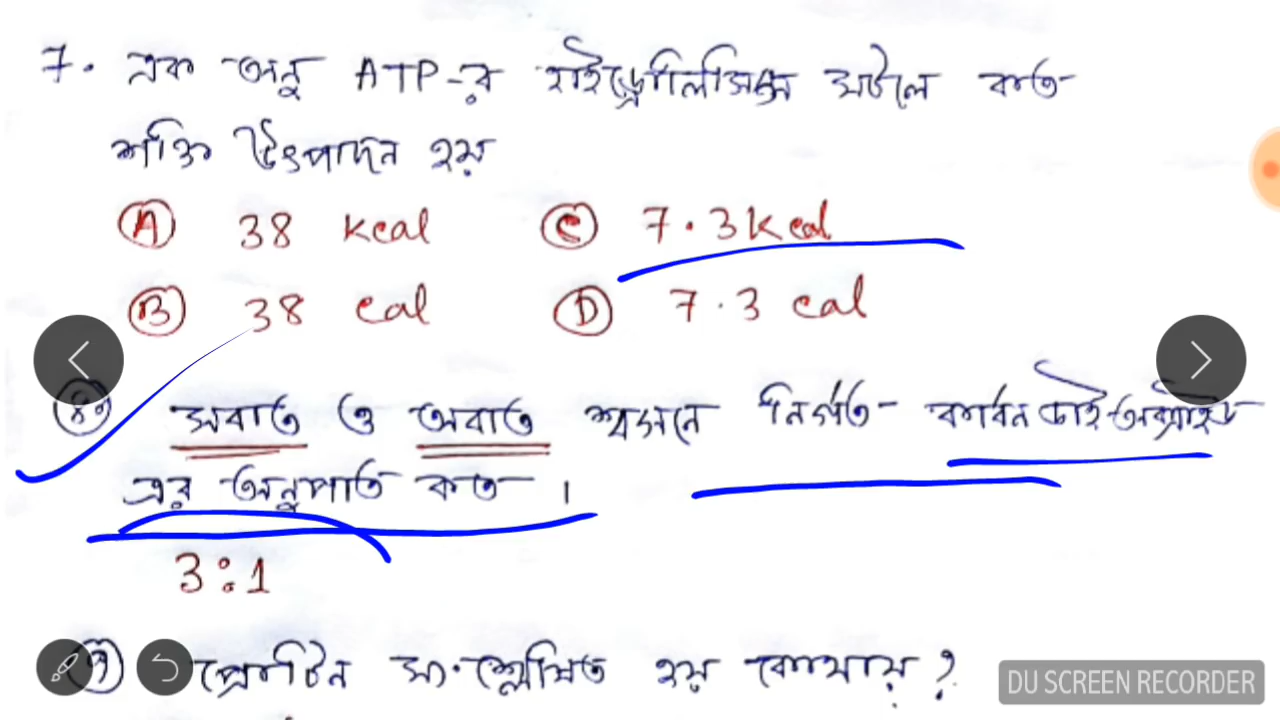 7. এক অনু ATP-র হাইড্রোলিসিস ঘটলে কত
শক্তি উৎপাদন হয়
A 38 kcal C 7.3 kcal
B 38 cal D 7.3 cal
৪০ সবাত ও অবাত শ্বসনে নির্গত কার্বন ডাই অক্সাইড
এর অনুপাত কত ।
3:1
প্রোটিন সংশ্লেষিত হয় কোথায় ?
DU SCREEN RECORDER